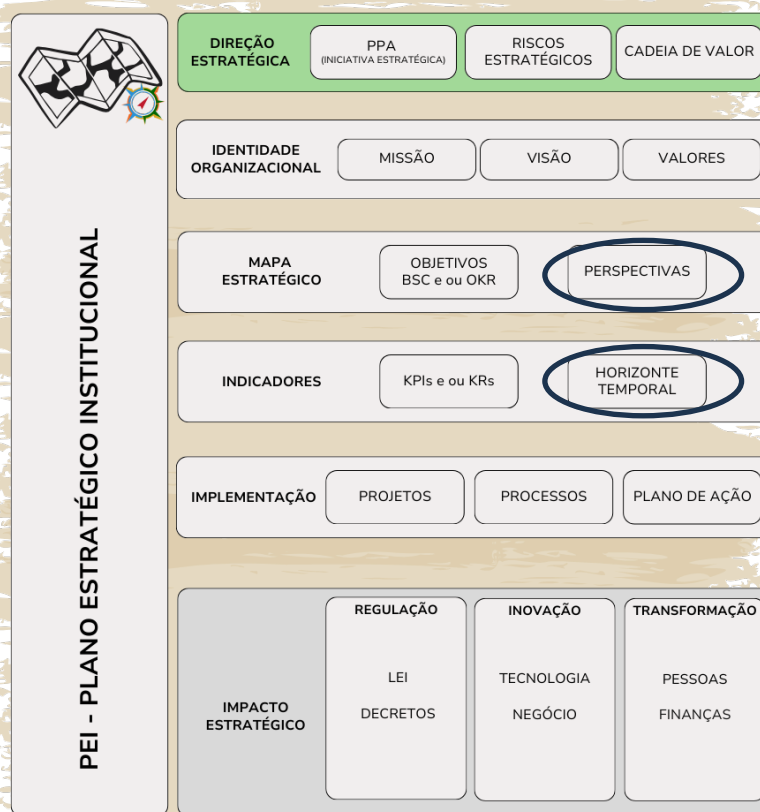 PEI - PLANO ESTRATÉGICO INSTITUCIONAL
DIREÇÃO
ESTRATÉGICA
PPA
(INICIATIVA ESTRATÉGICA)
RISCOS
ESTRATÉGICOS
CADEIA DE VALOR
IDENTIDADE
ORGANIZACIONAL
MISSÃO
VISÃO
VALORES
MAPA
ESTRATÉGICO
OBJETIVOS
BSC e ou OKR
PERSPECTIVAS
INDICADORES
KPIs e ou KRs
HORIZONTE
TEMPORAL
IMPLEMENTAÇÃO
PROJETOS
PROCESSOS
PLANO DE AÇÃO
IMPACTO
ESTRATÉGICO
REGULAÇÃO
LEI
DECRETOS
INOVAÇÃO
TECNOLOGIA
NEGÓCIO
TRANSFORMAÇÃO
PESSOAS
FINANÇAS